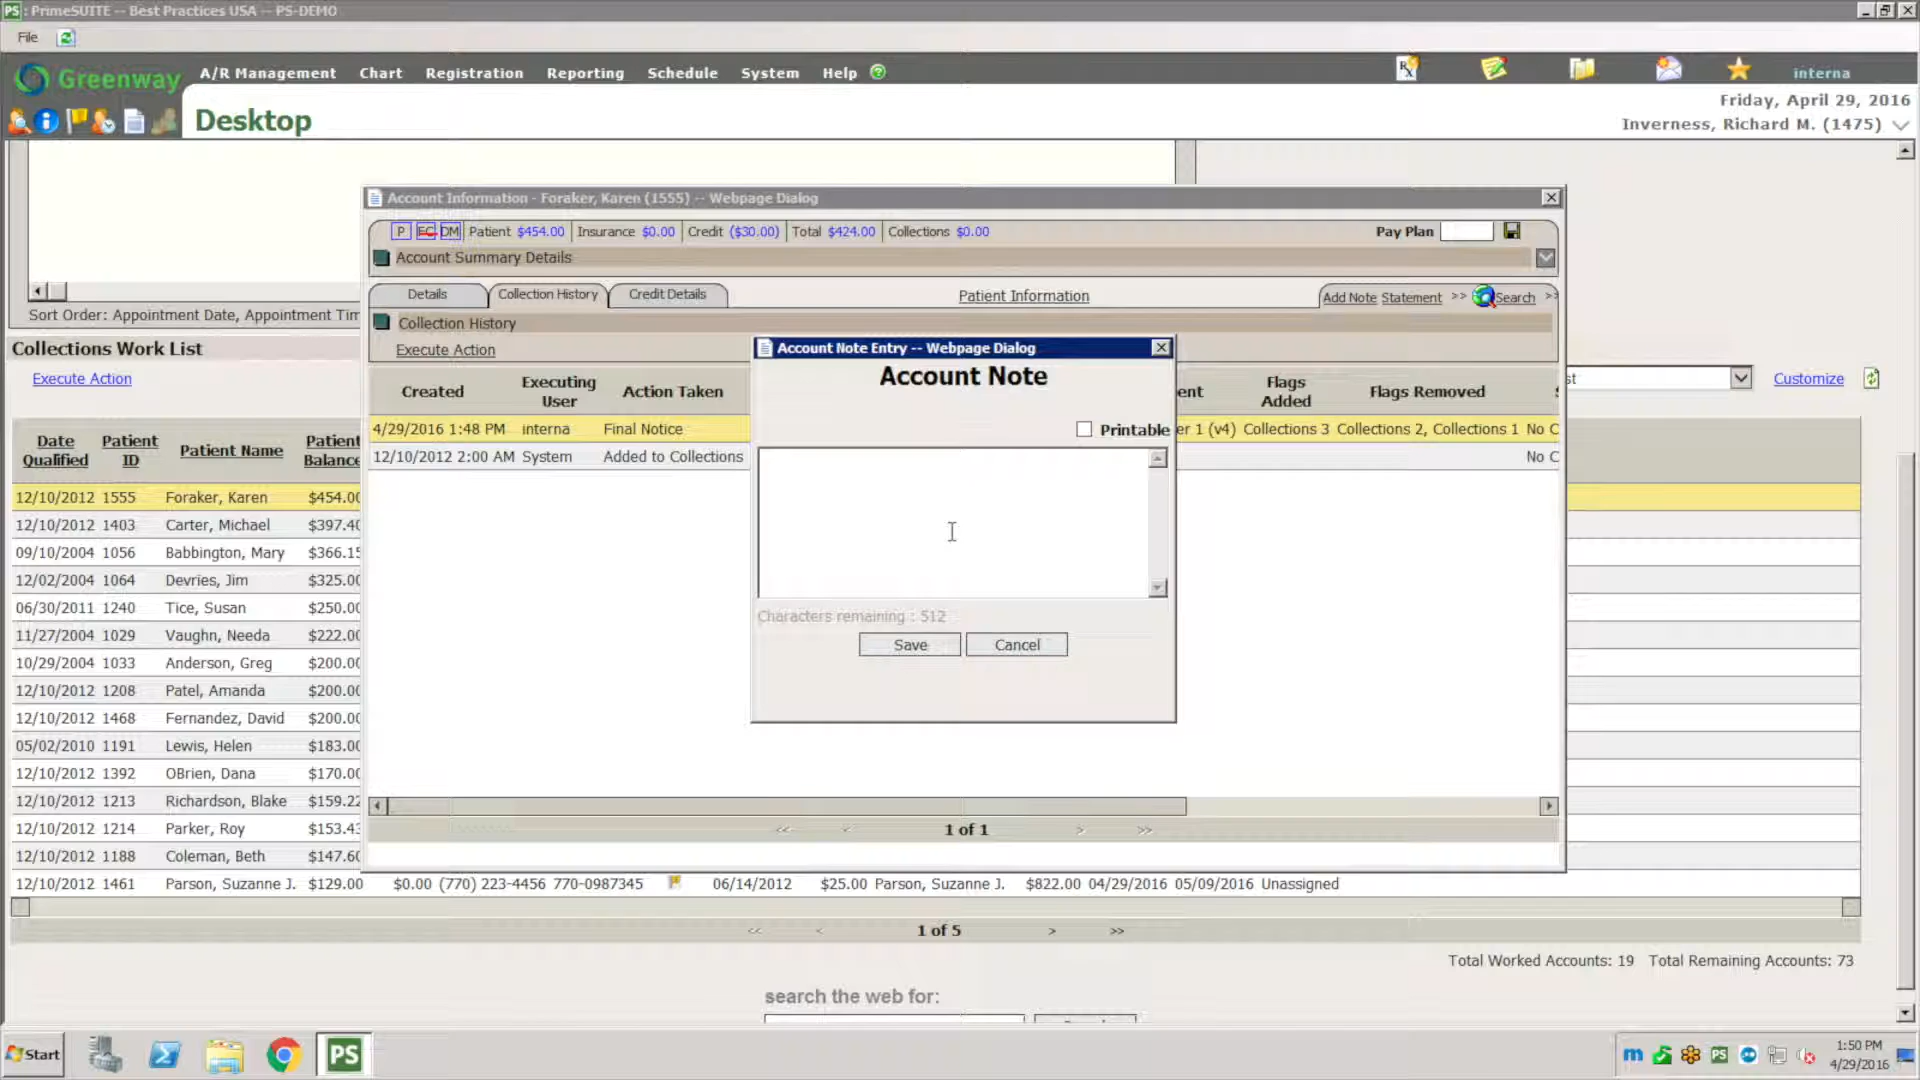 PS : PrimeSUITE -- Best Practices USA -- PS-DEMO
File
Greenway A/R Management Chart Registration Reporting Schedule System Help interna
Friday, April 29, 2016
Desktop
Inverness, Richard M. (1475)
Sort Order: Appointment Date, Appointment Tim
Account Information - Foraker, Karen (1555) -- Webpage Dialog
P EC DM Patient $454.00 Insurance $0.00 Credit ($30.00) Total $424.00 Collections $0.00 Pay Plan
Account Summary Details
Details Collection History Credit Details Patient Information Add Note Statement >> Search >>
Collection History
Execute Action
Created Executing User Action Taken ent Flags Added Flags Removed
4/29/2016 1:48 PM interna Final Notice er 1 (v4) Collections 3 Collections 2, Collections 1 No C
12/10/2012 2:00 AM System Added to Collections No C
<< < 1 of 1 > >>
Account Note Entry -- Webpage Dialog
Account Note
Printable
Characters remaining : 512
Save Cancel
Collections Work List
Execute Action st Customize
Date Qualified Patient ID Patient Name Patient Balance
12/10/2012 1555 Foraker, Karen $454.00
12/10/2012 1403 Carter, Michael $397.40
09/10/2004 1056 Babbington, Mary $366.15
12/02/2004 1064 Devries, Jim $325.00
06/30/2011 1240 Tice, Susan $250.00
11/27/2004 1029 Vaughn, Needa $222.00
10/29/2004 1033 Anderson, Greg $200.00
12/10/2012 1208 Patel, Amanda $200.00
12/10/2012 1468 Fernandez, David $200.00
05/02/2010 1191 Lewis, Helen $183.00
12/10/2012 1392 OBrien, Dana $170.00
12/10/2012 1213 Richardson, Blake $159.22
12/10/2012 1214 Parker, Roy $153.43
12/10/2012 1188 Coleman, Beth $147.60
12/10/2012 1461 Parson, Suzanne J. $129.00 $0.00 (770) 223-4456 770-0987345 06/14/2012 $25.00 Parson, Suzanne J. $822.00 04/29/2016 05/09/2016 Unassigned
<< < 1 of 5 > >>
Total Worked Accounts: 19 Total Remaining Accounts: 73
search the web for:
Start PS 1:50 PM
4/29/2016